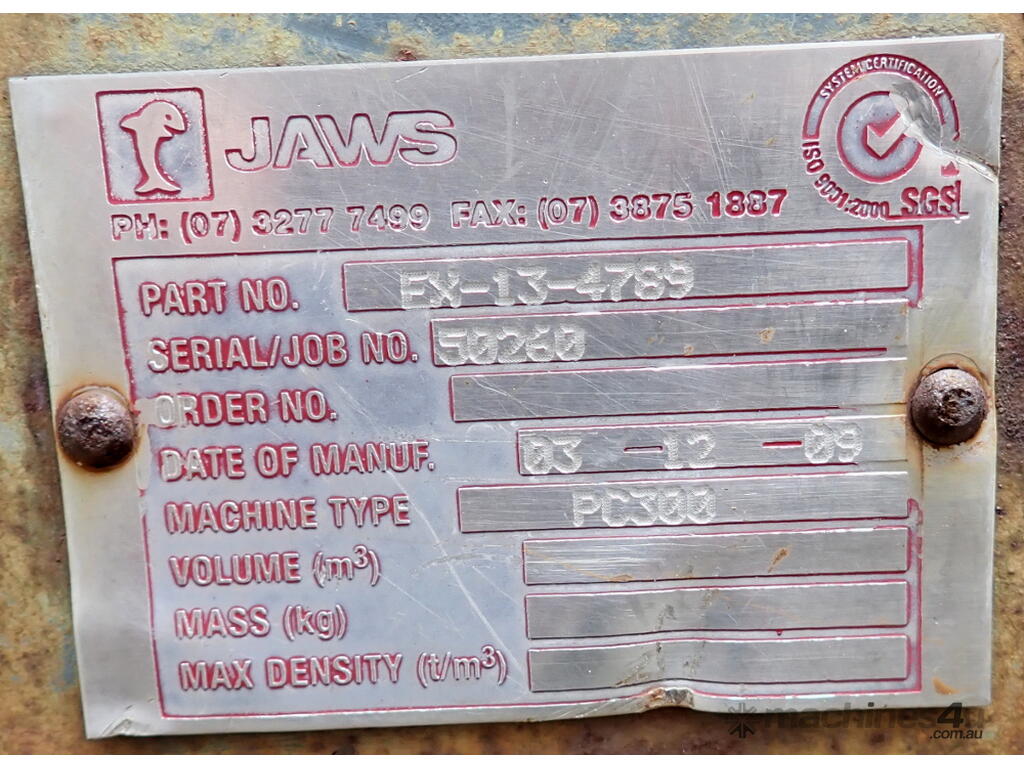 JAWS
SYSTEM CERTIFICATION
ISO 9001:2000 SGS
PH: (07) 3277 7499 FAX: (07) 3875 1887
PART NO. EX-13-4789
SERIAL/JOB NO. 50260
ORDER NO.
DATE OF MANUF. 03 -12 -09
MACHINE TYPE PC300
VOLUME (m³)
MASS (kg)
MAX DENSITY (t/m³)
machines4u
.com.au